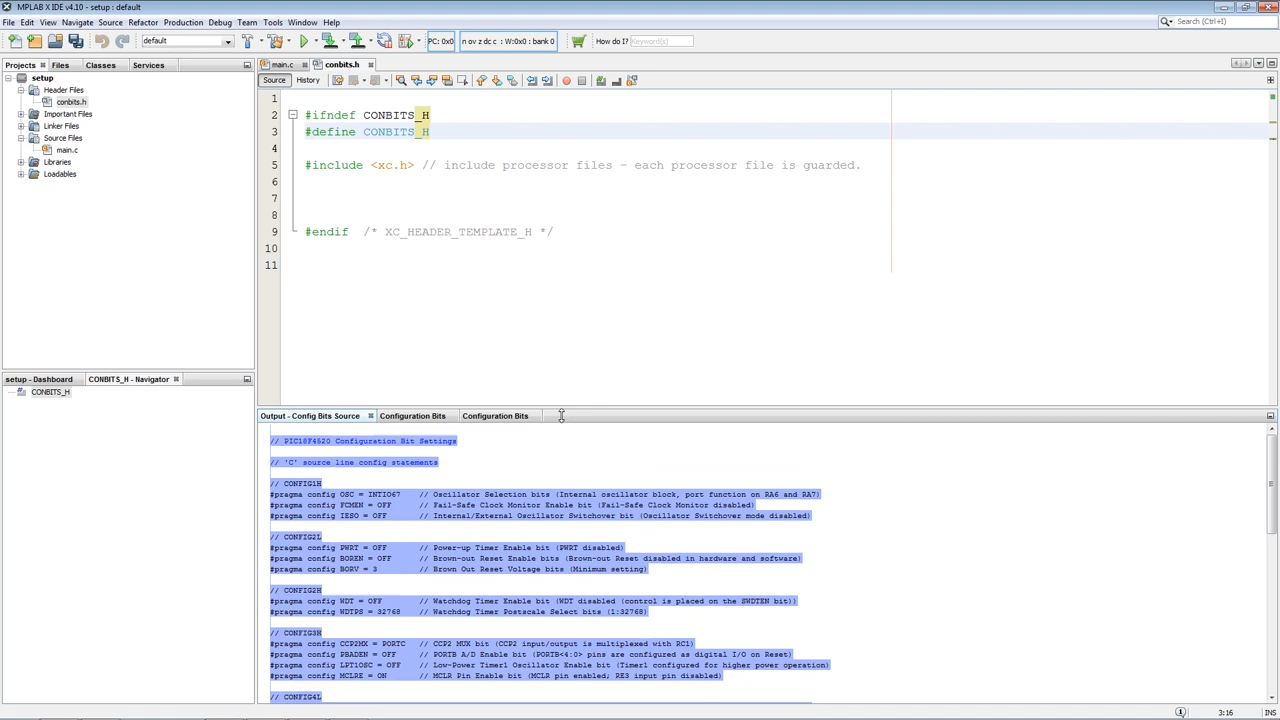 MPLAB X IDE v4.10 - setup : default
File Edit View Navigate Source Refactor Production Debug Team Tools Window Help
Search (Ctrl+I)
default
PC: 0x0
n ov z dc c : W:0x0 : bank 0
How do I? Keyword(s)
Projects Files Classes Services
setup
Header Files
conbits.h
Important Files
Linker Files
Source Files
main.c
Libraries
Loadables
main.c conbits.h
Source History
1
2 #ifndef CONBITS_H
3 #define CONBITS_H
4
5 #include <xc.h> // include processor files - each processor file is guarded.
6
7
8
9 #endif /* XC_HEADER_TEMPLATE_H */
10
11
setup - Dashboard CONBITS_H - Navigator
CONBITS_H
Output - Config Bits Source Configuration Bits Configuration Bits
// PIC18F4520 Configuration Bit Settings
// 'C' source line config statements
// CONFIG1H
#pragma config OSC = INTIO67 // Oscillator Selection bits (Internal oscillator block, port function on RA6 and RA7)
#pragma config FCMEN = OFF // Fail-Safe Clock Monitor Enable bit (Fail-Safe Clock Monitor disabled)
#pragma config IESO = OFF // Internal/External Oscillator Switchover bit (Oscillator Switchover mode disabled)
// CONFIG2L
#pragma config PWRT = OFF // Power-up Timer Enable bit (PWRT disabled)
#pragma config BOREN = OFF // Brown-out Reset Enable bits (Brown-out Reset disabled in hardware and software)
#pragma config BORV = 3 // Brown Out Reset Voltage bits (Minimum setting)
// CONFIG2H
#pragma config WDT = OFF // Watchdog Timer Enable bit (WDT disabled (control is placed on the SWDTEN bit))
#pragma config WDTPS = 32768 // Watchdog Timer Postscale Select bits (1:32768)
// CONFIG3H
#pragma config CCP2MX = PORTC // CCP2 MUX bit (CCP2 input/output is multiplexed with RC1)
#pragma config PBADEN = OFF // PORTB A/D Enable bit (PORTB<4:0> pins are configured as digital I/O on Reset)
#pragma config LPT1OSC = OFF // Low-Power Timer1 Oscillator Enable bit (Timer1 configured for higher power operation)
#pragma config MCLRE = ON // MCLR Pin Enable bit (MCLR pin enabled; RE3 input pin disabled)
// CONFIG4L
3:16 INS